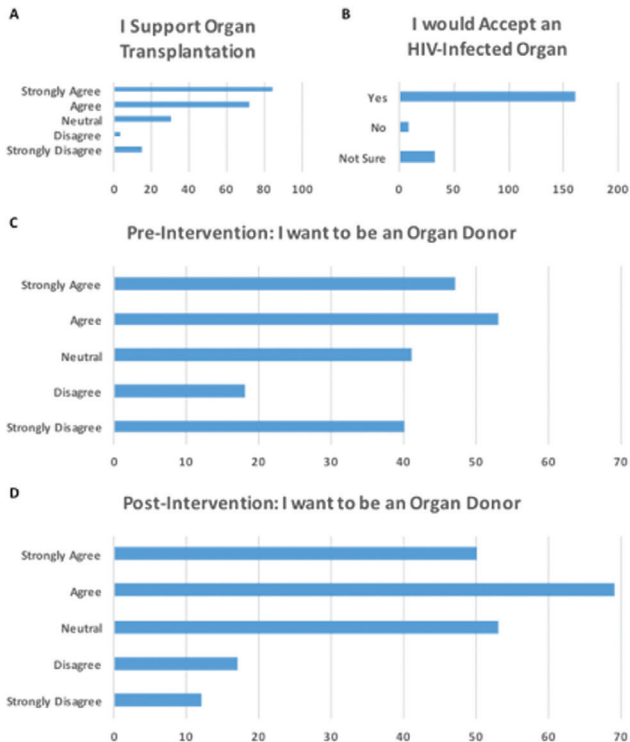 A
I Support Organ
Transplantation
Strongly Agree
Agree
Neutral
Disagree
Strongly Disagree
0 20 40 60 80 100
B
I would Accept an
HIV-Infected Organ
Yes
No
Not Sure
0 50 100 150 200
C
Pre-Intervention: I want to be an Organ Donor
Strongly Agree
Agree
Neutral
Disagree
Strongly Disagree
0 10 20 30 40 50 60 70
D
Post-Intervention: I want to be an Organ Donor
Strongly Agree
Agree
Neutral
Disagree
Strongly Disagree
0 10 20 30 40 50 60 70